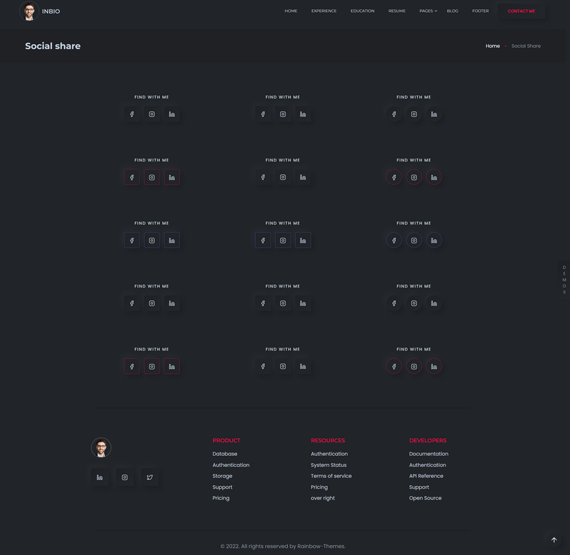 INBIO
HOME EXPERIENCE EDUCATION RESUME PAGES BLOG FOOTER CONTACT ME
Social share
Home Social Share
FIND WITH ME FIND WITH ME FIND WITH ME
FIND WITH ME FIND WITH ME FIND WITH ME
FIND WITH ME FIND WITH ME FIND WITH ME
DEMOS
FIND WITH ME FIND WITH ME FIND WITH ME
FIND WITH ME FIND WITH ME FIND WITH ME
PRODUCT
Database
Authentication
Storage
Support
Pricing
RESOURCES
Authentication
System Status
Terms of service
Pricing
over right
DEVELOPERS
Documentation
Authentication
API Reference
Support
Open Source
© 2022. All rights reserved by Rainbow-Themes.